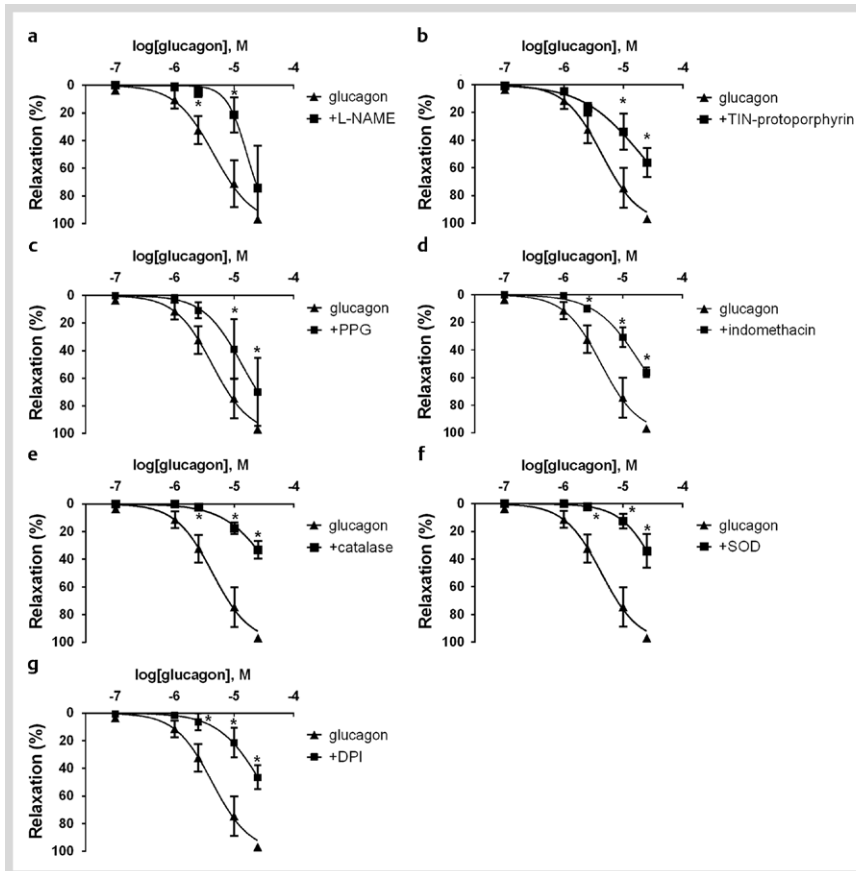 a
log[glucagon], M
-7 -6 -5 -4
0
20
40
60
80
100
Relaxation (%)
glucagon
* *
+L-NAME
b
log[glucagon], M
-7 -6 -5 -4
0
20
40
60
80
100
Relaxation (%)
glucagon
* *
+TIN-protoporphyrin
c
log[glucagon], M
-7 -6 -5 -4
0
20
40
60
80
100
Relaxation (%)
glucagon
* *
+PPG
d
log[glucagon], M
-7 -6 -5 -4
0
20
40
60
80
100
Relaxation (%)
glucagon
* * *
+indomethacin
e
log[glucagon], M
-7 -6 -5 -4
0
20
40
60
80
100
Relaxation (%)
glucagon
* * *
+catalase
f
log[glucagon], M
-7 -6 -5 -4
0
20
40
60
80
100
Relaxation (%)
glucagon
* * *
+SOD
g
log[glucagon], M
-7 -6 -5 -4
0
20
40
60
80
100
Relaxation (%)
glucagon
* * *
+DPI